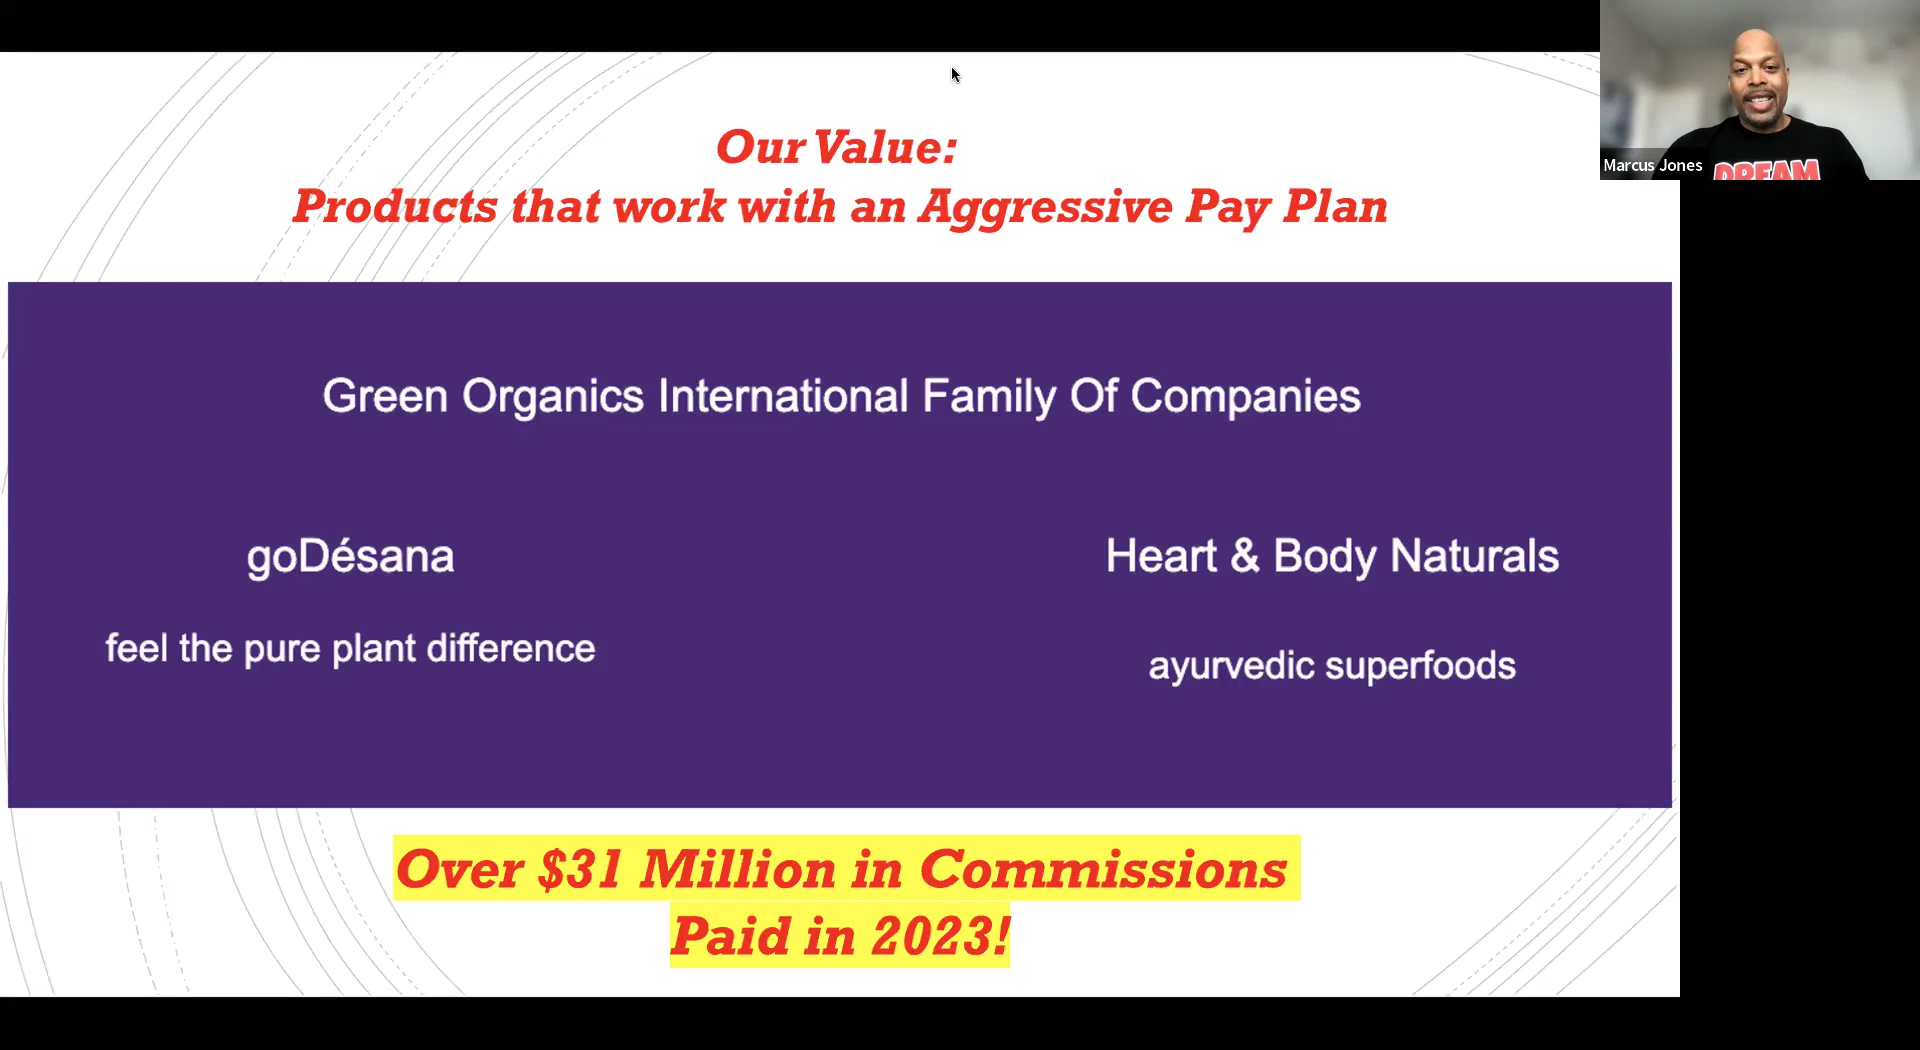 Our Value:
Products that work with an Aggressive Pay Plan
Marcus Jones
DREAM
Green Organics International Family Of Companies
goDésana
Heart & Body Naturals
feel the pure plant difference
ayurvedic superfoods
Over $31 Million in Commissions
Paid in 2023!